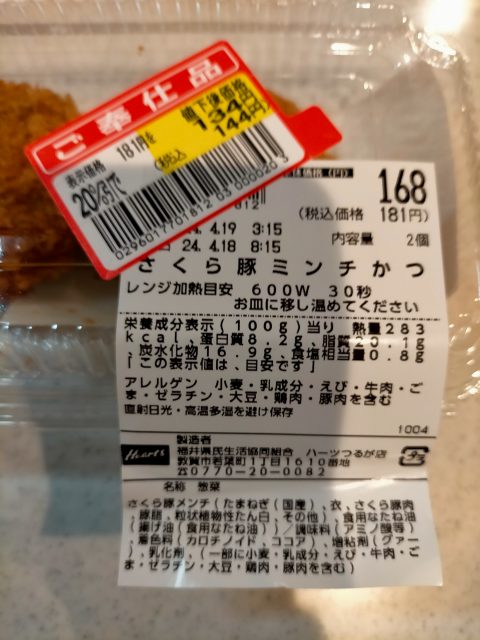 ご奉仕品
表示価格
181円を
値下後価格
134円
20%引て
税込
144円
0296017701812 03 0000203
168
(税込価格 181円)
4.19 3:15
24. 4.18 8:15
内容量 2個
さくら豚ミンチかつ
レンジ加熱目安 600W 30秒
お皿に移し温めてください
栄養成分表示(100g)当り 熱量283
kcal、蛋白質8.2g、脂質20.1g
、炭水化物16.9g、食塩相当量0.8g
「この表示値は、目安です」
アレルゲン 小麦・乳成分・えび・牛肉・ご
ま・ゼラチン・大豆・鶏肉・豚肉を含む
直射日光・高温多湿を避け保存
1004
製造者
Hearts
福井県民生活協同組合 ハーツつるが店
敦賀市若葉町1丁目1610番地
☎0770-20-0082
プラ
名称 惣菜
さくら豚メンチ(たまねぎ(国産)、衣、さくら豚肉
、豚脂、粒状植物性たん白、その他)、食用なたね油
(揚げ油(食用なたね油))/調味料(アミノ酸等)、
着色料(カロチノイド、ココア)、増粘剤(グァー
)、乳化剤、(一部に小麦・乳成分・えび・牛肉・ご
ま・ゼラチン・大豆・鶏肉・豚肉を含む)